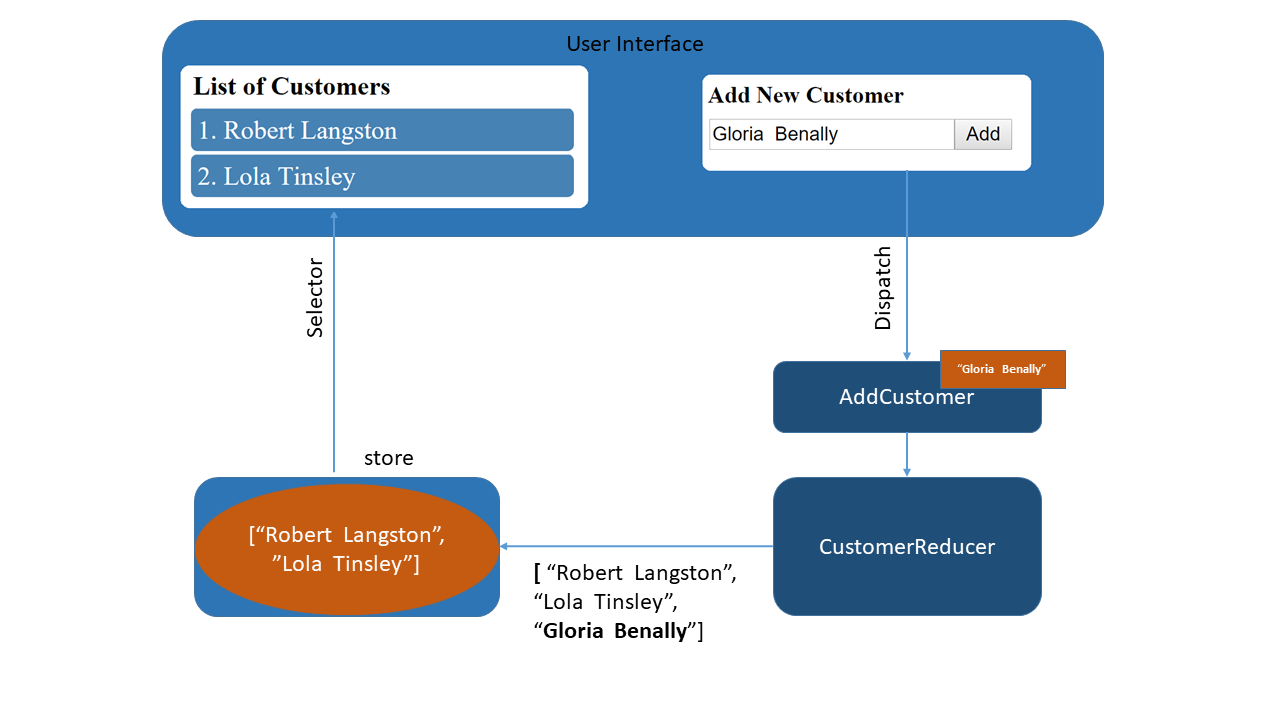 User Interface
List of Customers
1. Robert Langston
2. Lola Tinsley
Add New Customer
Gloria Benally
Add
Selector
Dispatch
“Gloria Benally”
AddCustomer
store
[“Robert Langston”,
”Lola Tinsley”]
CustomerReducer
[ “Robert Langston”,
“Lola Tinsley”,
“Gloria Benally”]